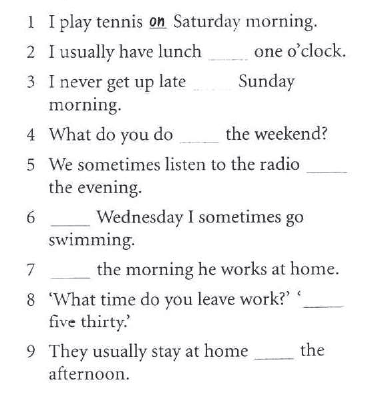 1 I play tennis on Saturday morning.
2 I usually have lunch _____ one o'clock.
3 I never get up late _____ Sunday
morning.
4 What do you do _____ the weekend?
5 We sometimes listen to the radio _____
the evening.
6 _____ Wednesday I sometimes go
swimming.
7 _____ the morning he works at home.
8 ‘What time do you leave work?’ ‘_____
five thirty.’
9 They usually stay at home _____ the
afternoon.